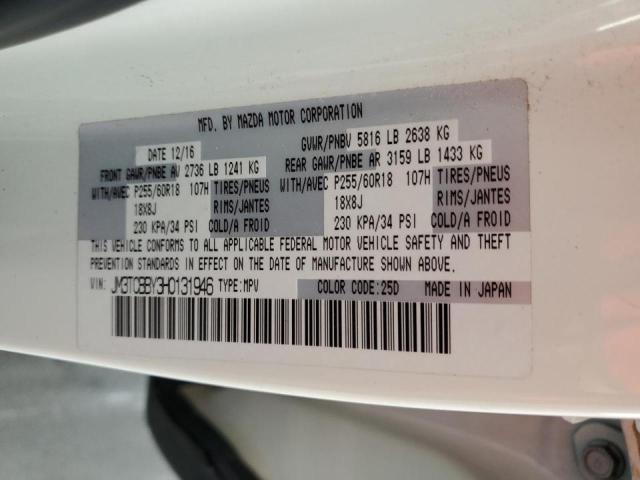 MFD. BY MAZDA MOTOR CORPORATION
DATE 12/16 GVWR/PNBV 5816 LB 2638 KG
FRONT GAWR/PNBE AV 2736 LB 1241 KG REAR GAWR/PNBE AR 3159 LB 1433 KG
WITH/AVEC P255/60R18 107H TIRES/PNEUS WITH/AVEC P255/60R18 107H TIRES/PNEUS
18X8J RIMS/JANTES 18X8J RIMS/JANTES
230 KPA/34 PSI COLD/A FROID 230 KPA/34 PSI COLD/A FROID
THIS VEHICLE CONFORMS TO ALL APPLICABLE FEDERAL MOTOR VEHICLE SAFETY AND THEFT
PREVENTION STANDARDS IN EFFECT ON THE DATE OF MANUFACTURE SHOWN ABOVE.
VIN: JM3TCBBY3H0131946 TYPE: MPV COLOR CODE: 25D MADE IN JAPAN